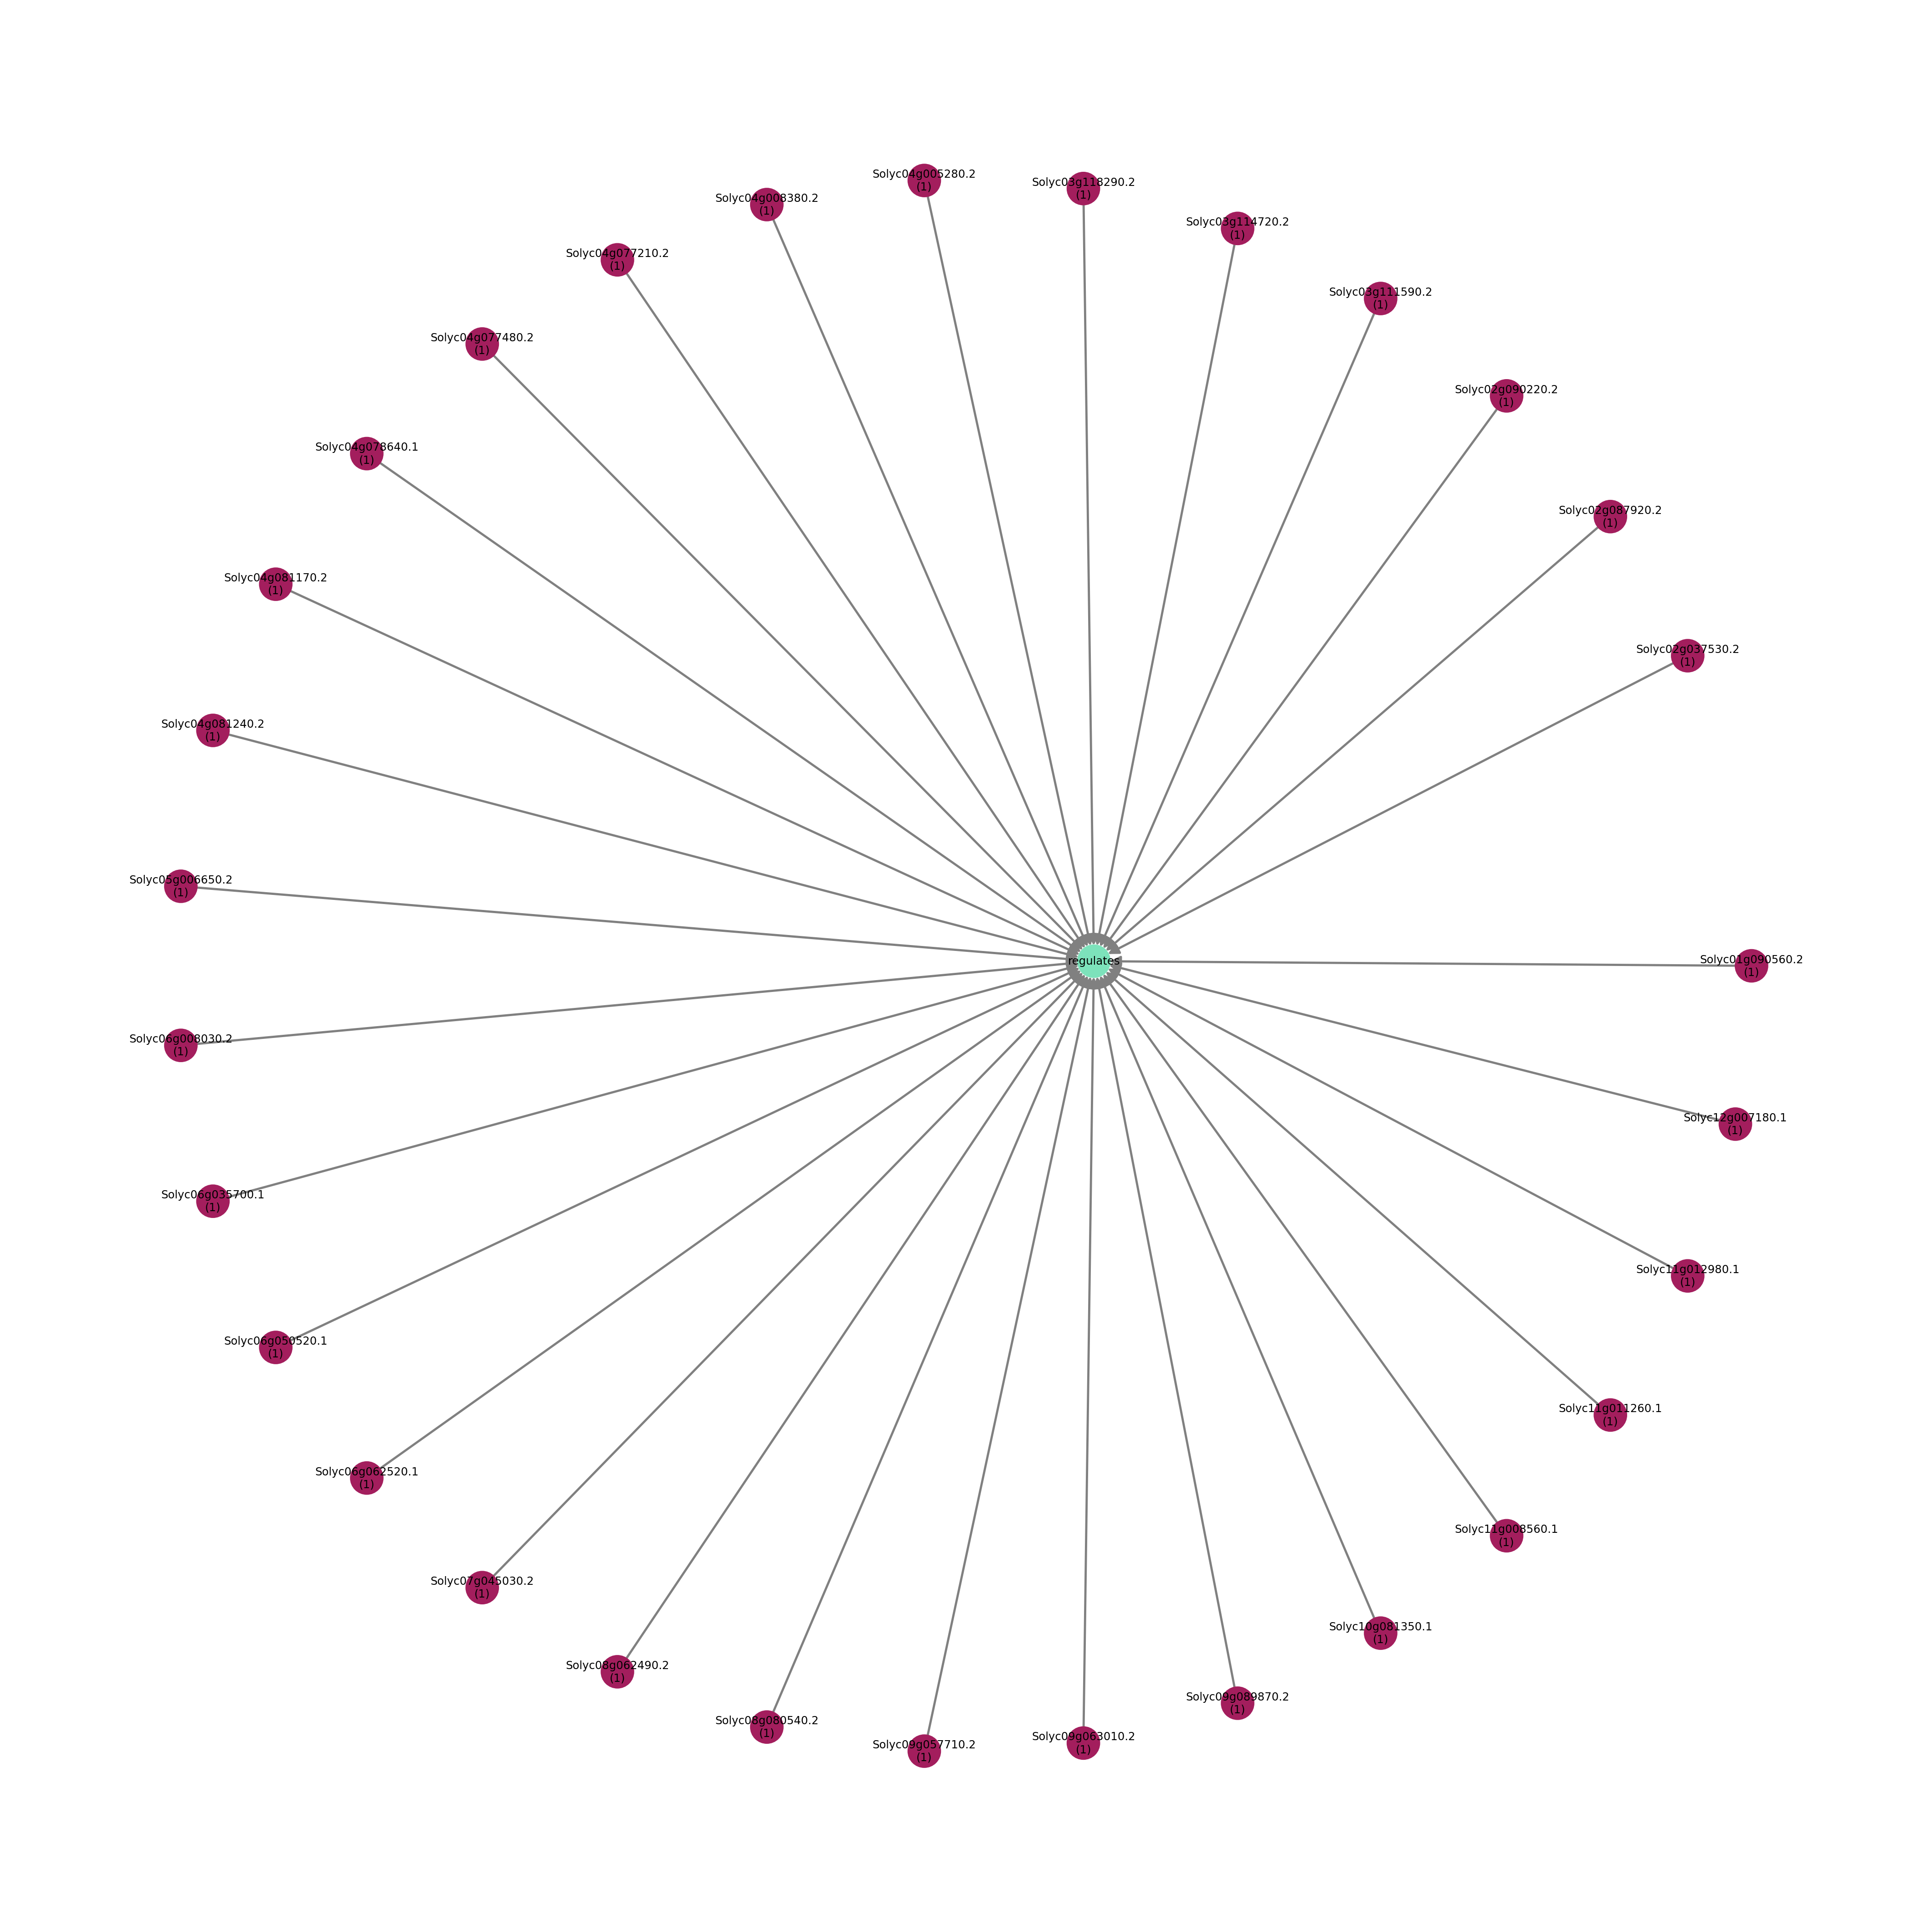 Solyc04g005280.2
(1)
Solyc03g118290.2
(1)
Solyc04g008380.2
(1)
Solyc03g114720.2
(1)
Solyc04g077210.2
(1)
Solyc03g111590.2
(1)
Solyc04g077480.2
(1)
Solyc02g090220.2
(1)
Solyc04g078640.1
(1)
Solyc02g087920.2
(1)
Solyc04g081170.2
(1)
Solyc02g037530.2
(1)
Solyc04g081240.2
(1)
Solyc05g006650.2
(1)
regulates
Solyc01g090560.2
(1)
Solyc06g008030.2
(1)
Solyc12g007180.1
(1)
Solyc06g035700.1
(1)
Solyc11g012980.1
(1)
Solyc06g050520.1
(1)
Solyc11g011260.1
(1)
Solyc06g062520.1
(1)
Solyc11g008560.1
(1)
Solyc07g045030.2
(1)
Solyc10g081350.1
(1)
Solyc08g062490.2
(1)
Solyc09g089870.2
(1)
Solyc08g080540.2
(1)
Solyc09g063010.2
(1)
Solyc09g057710.2
(1)